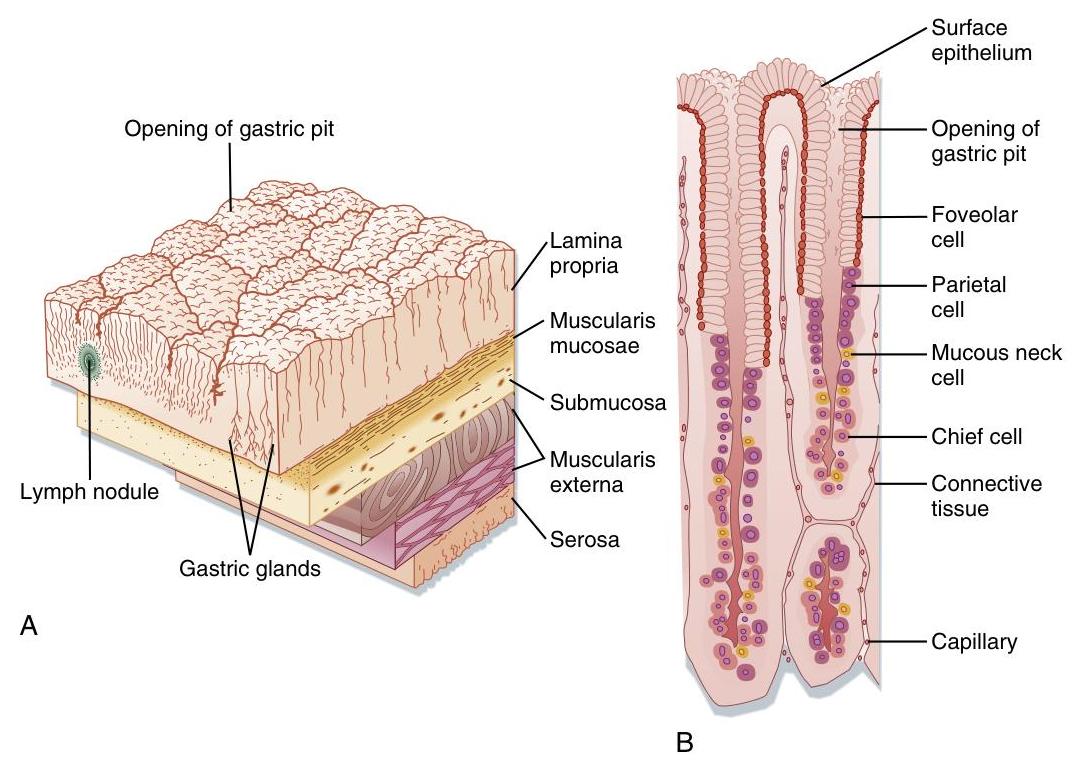 Opening of gastric pit
Lamina
propria
Muscularis
mucosae
Submucosa
Muscularis
externa
Serosa
Lymph nodule
Gastric glands
A
Surface
epithelium
Opening of
gastric pit
Foveolar
cell
Parietal
cell
Mucous neck
cell
Chief cell
Connective
tissue
Capillary
B